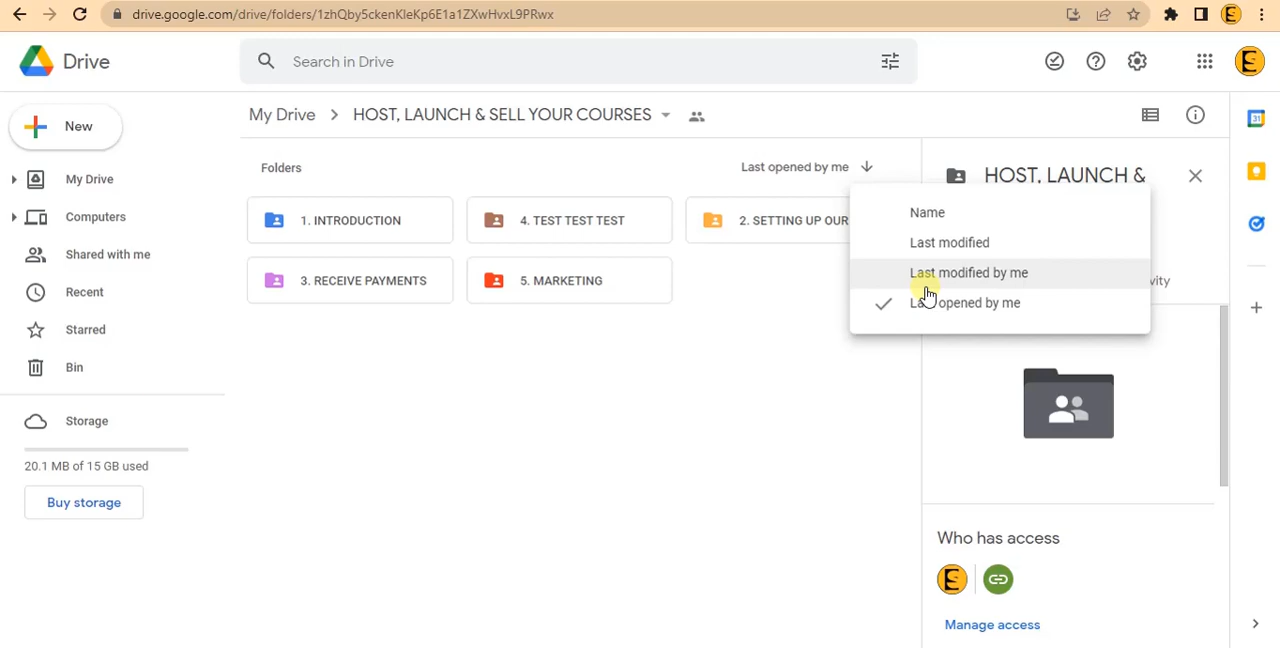 drive.google.com/drive/folders/1zhQby5ckenKleKp6E1a1ZXwHvxL9PRwx
Drive
Search in Drive
New
My Drive
Computers
Shared with me
Recent
Starred
Bin
Storage
20.1 MB of 15 GB used
Buy storage
My Drive
HOST, LAUNCH & SELL YOUR COURSES
Folders
Last opened by me
1. INTRODUCTION
4. TEST TEST TEST
2. SETTING UP OUR
3. RECEIVE PAYMENTS
5. MARKETING
Name
Last modified
Last modified by me
Last opened by me
HOST, LAUNCH &
Who has access
Manage access
31